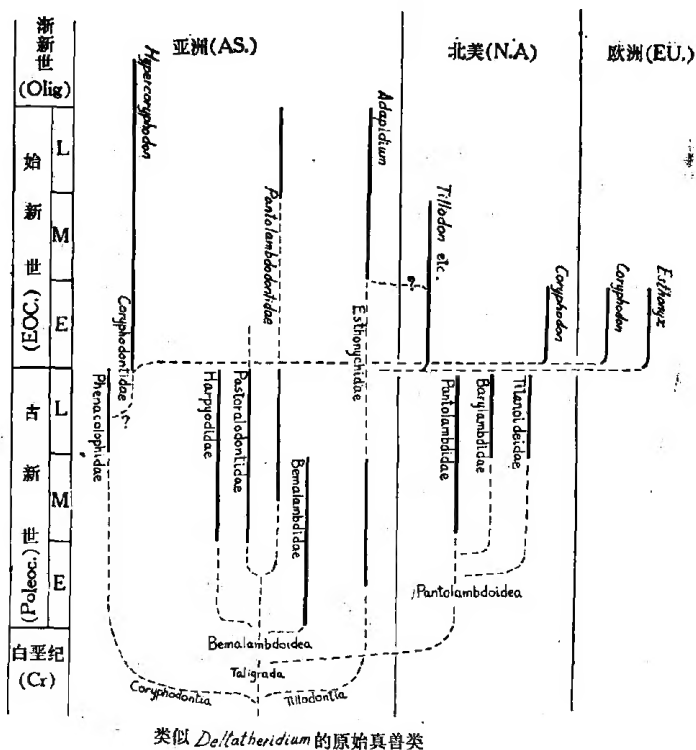 渐新世
(Olig)
亚洲(AS.)
北美(N.A)
欧洲(EU.)
始新世
(EOC.)
L
M
E
古新世
(Poleoc.)
L
M
E
白垩纪
(Cr)
Hypercoryphodon
Coryphodontidae
Phenacolophidae
?
Harpyodidae
Pastoralodontidae
Pantolambdodontidae
Bemalambdidae
Adapidium
Esthonychidae
?
Tillodon etc.
Pantolambdidae
Barylambdidae
Titanoideidae
Coryphodon
Coryphodon
Esthonyx
Pantolambdoidea
Bemalambdoidea
Taligrada
Coryphodontia
Tillodontia
类似 Deltatheridium 的原始真兽类